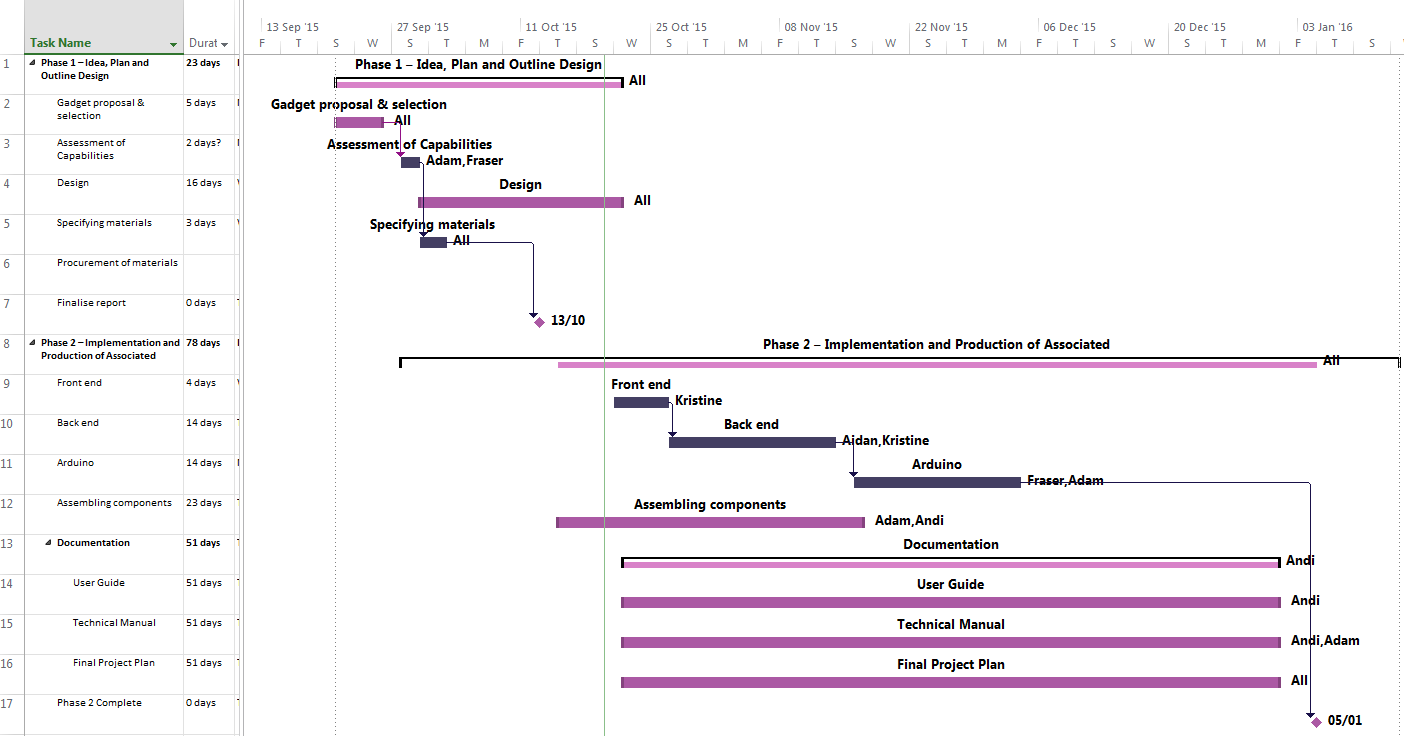 13 Sep '15 27 Sep '15 11 Oct '15 25 Oct '15 08 Nov '15 22 Nov '15 06 Dec '15 20 Dec '15 03 Jan '16
Task Name Durat F T S W S T M F T S W S T M F T S W S T M F T S W S T M F T S
1 Phase 1 – Idea, Plan and 23 days Phase 1 – Idea, Plan and Outline Design
Outline Design All
2 Gadget proposal & 5 days Gadget proposal & selection
selection All
3 Assessment of 2 days? Assessment of Capabilities
Capabilities Adam,Fraser
4 Design 16 days Design
All
5 Specifying materials 3 days Specifying materials
All
6 Procurement of materials
7 Finalise report 0 days
13/10
8 Phase 2 – Implementation and 78 days Phase 2 – Implementation and Production of Associated
Production of Associated All
9 Front end 4 days Front end
Kristine
10 Back end 14 days Back end
Aidan,Kristine
11 Arduino 14 days Arduino
Fraser,Adam
12 Assembling components 23 days Assembling components
Adam,Andi
13 Documentation 51 days Documentation
Andi
14 User Guide 51 days User Guide
Andi
15 Technical Manual 51 days Technical Manual
Andi,Adam
16 Final Project Plan 51 days Final Project Plan
All
17 Phase 2 Complete 0 days
05/01